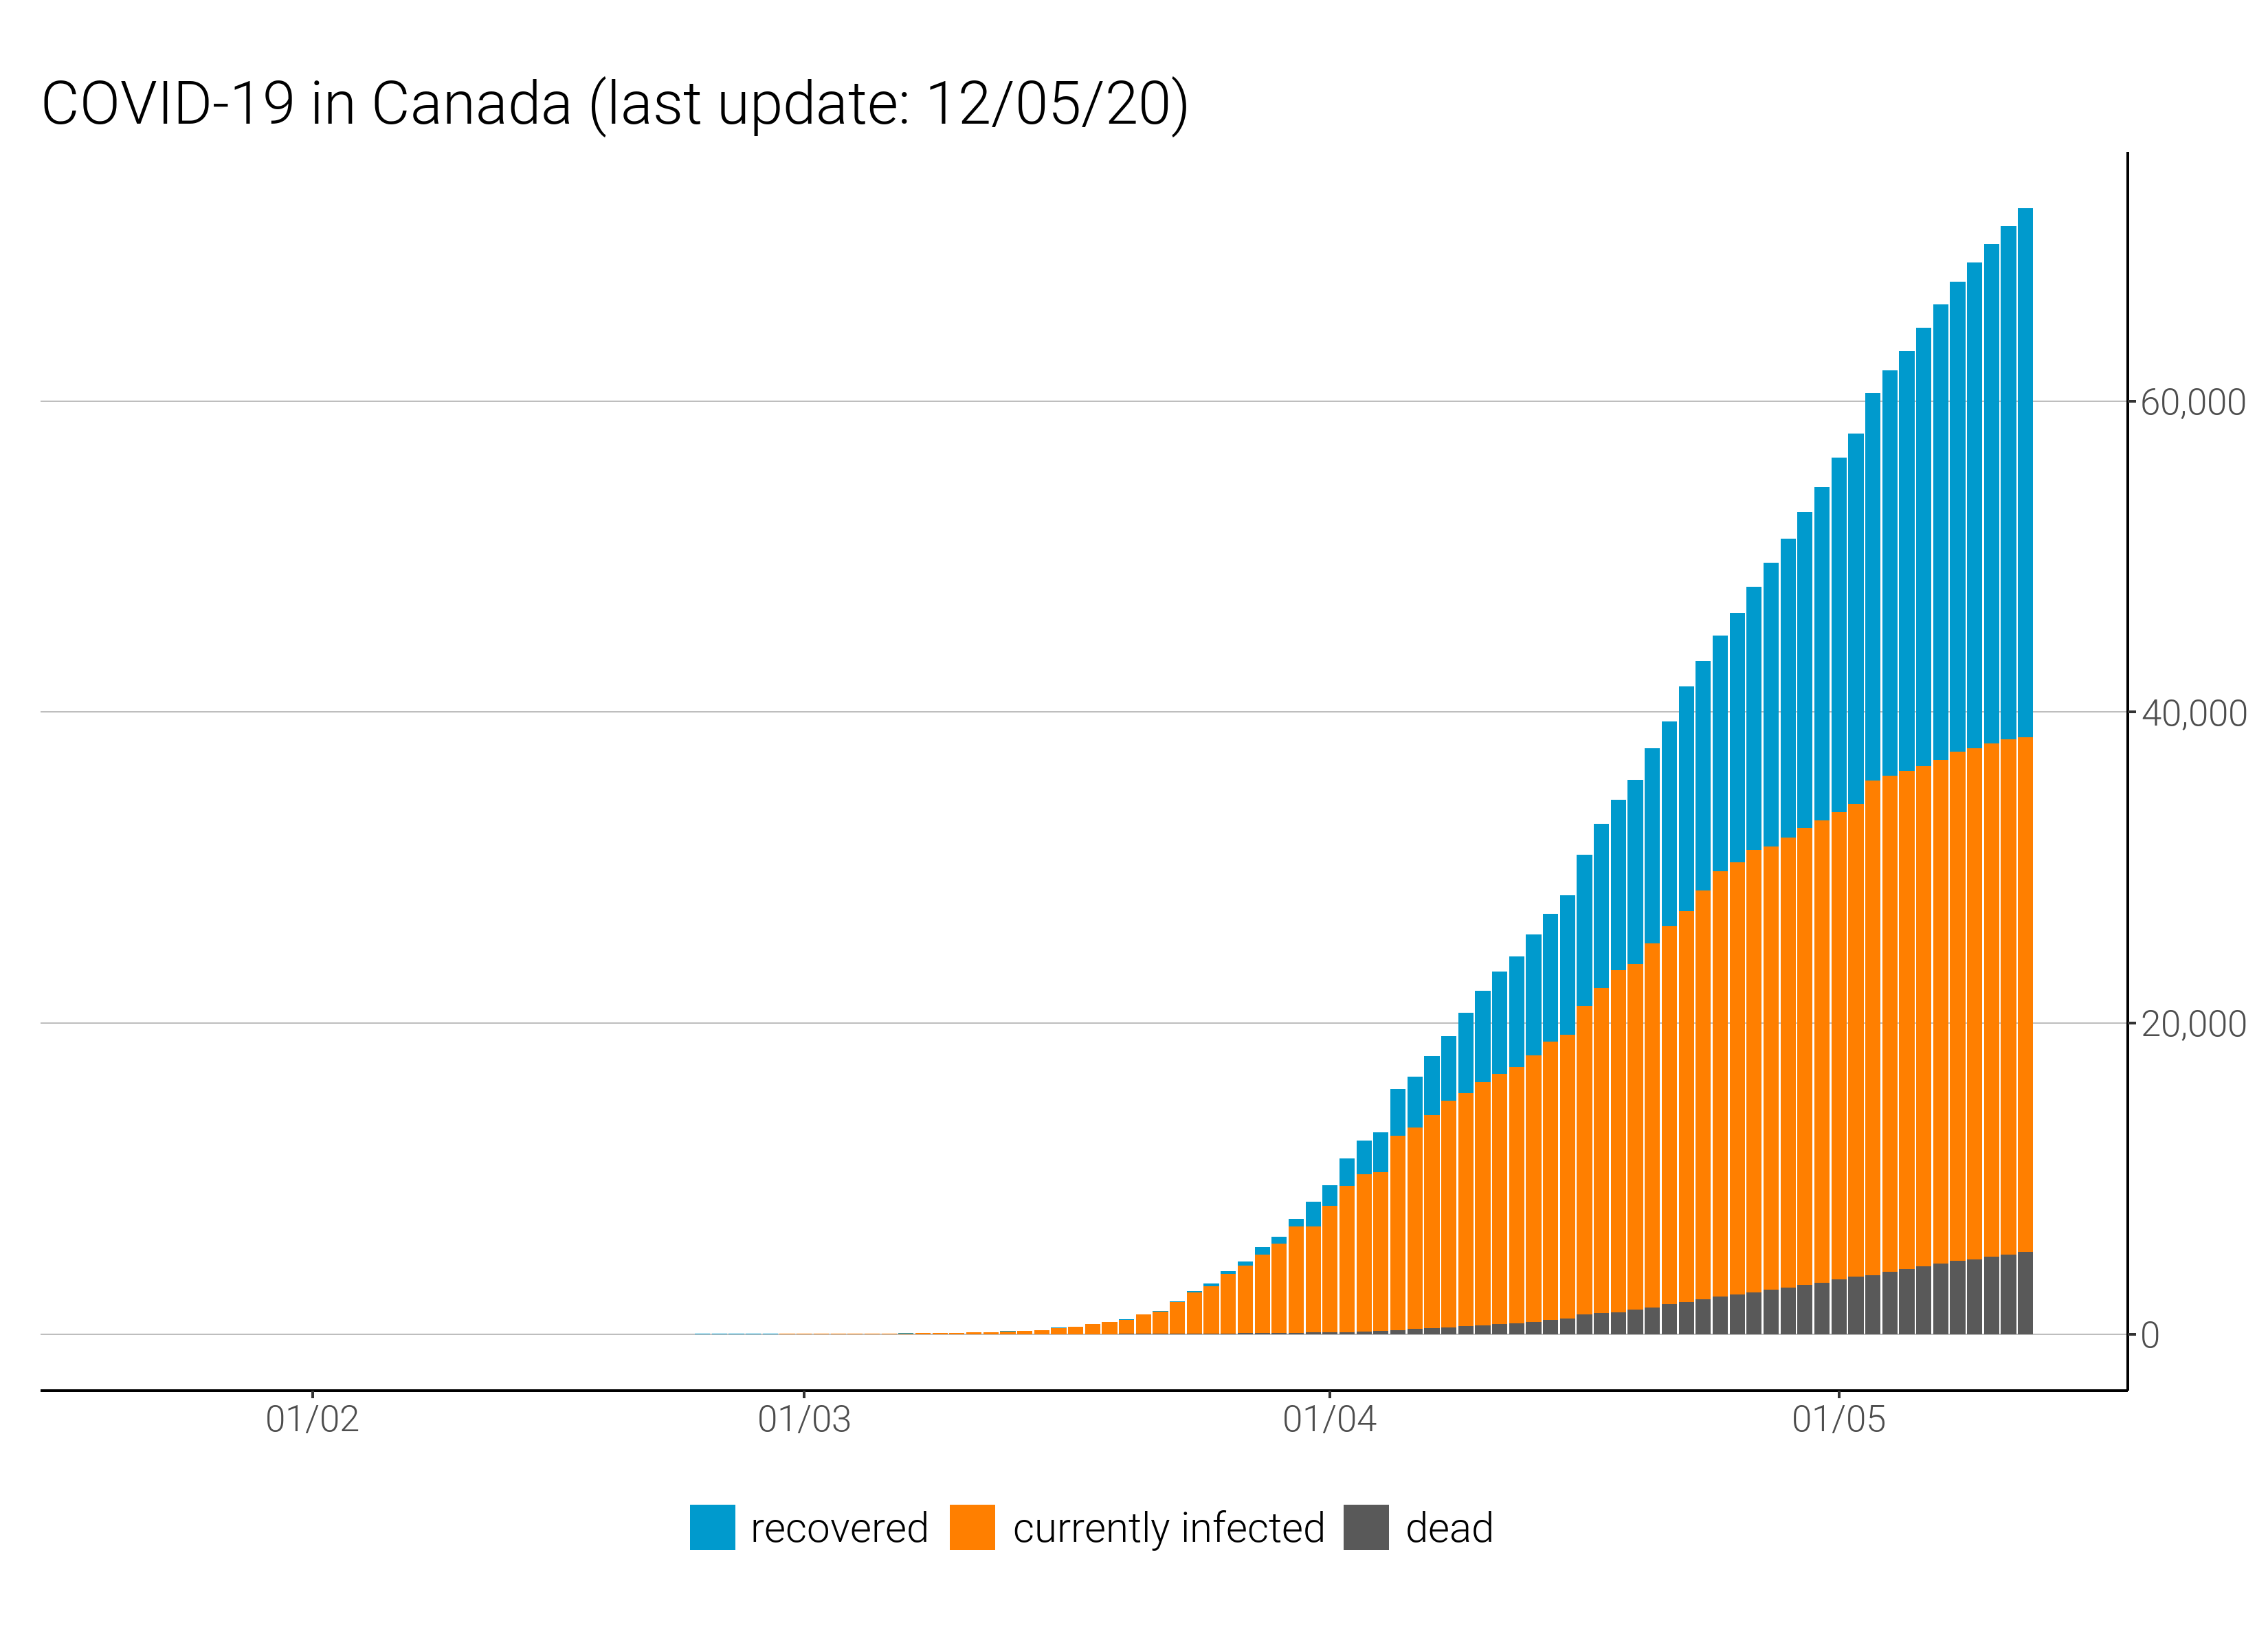 COVID-19 in Canada (last update: 12/05/20)
60,000
40,000
20,000
0
01/02 01/03 01/04 01/05
recovered currently infected dead